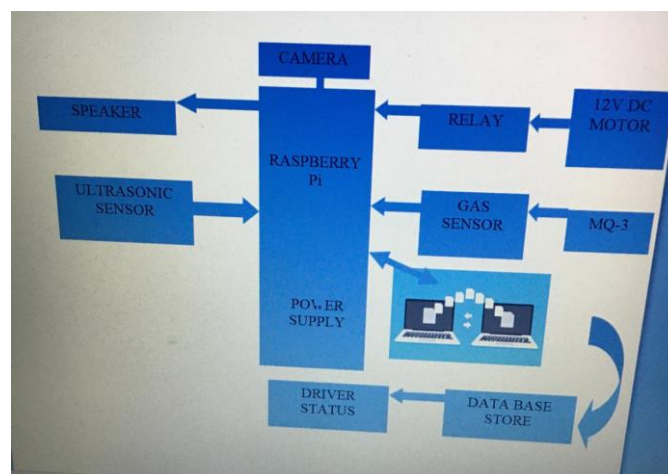 CAMERA
SPEAKER
RELAY
12V DC
MOTOR
RASPBERRY
Pi
ULTRASONIC
SENSOR
GAS
SENSOR
MQ-3
POWER
SUPPLY
DRIVER
STATUS
DATA BASE
STORE